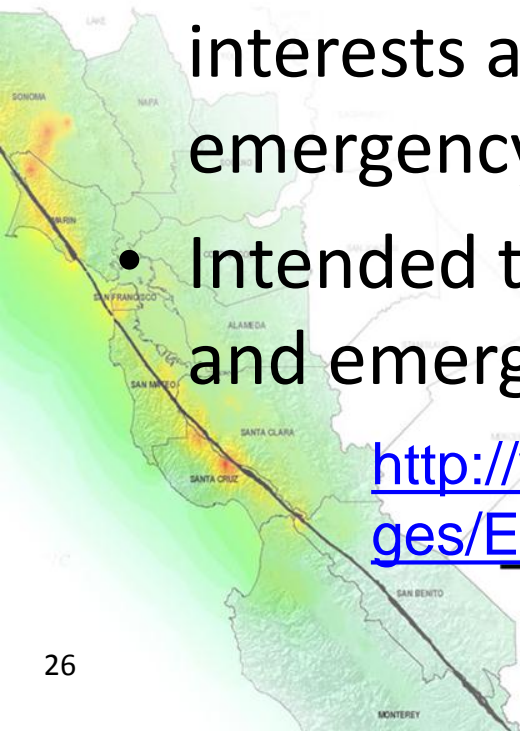 interests a
emergency
• Intended t
and emerg
http://
ges/E
LAKE
SONOMA
NAPA
MARIN
SAN FRANCISCO
ALAMEDA
SAN MATEO
SANTA CLARA
SANTA CRUZ
SAN BENITO
MONTEREY
26